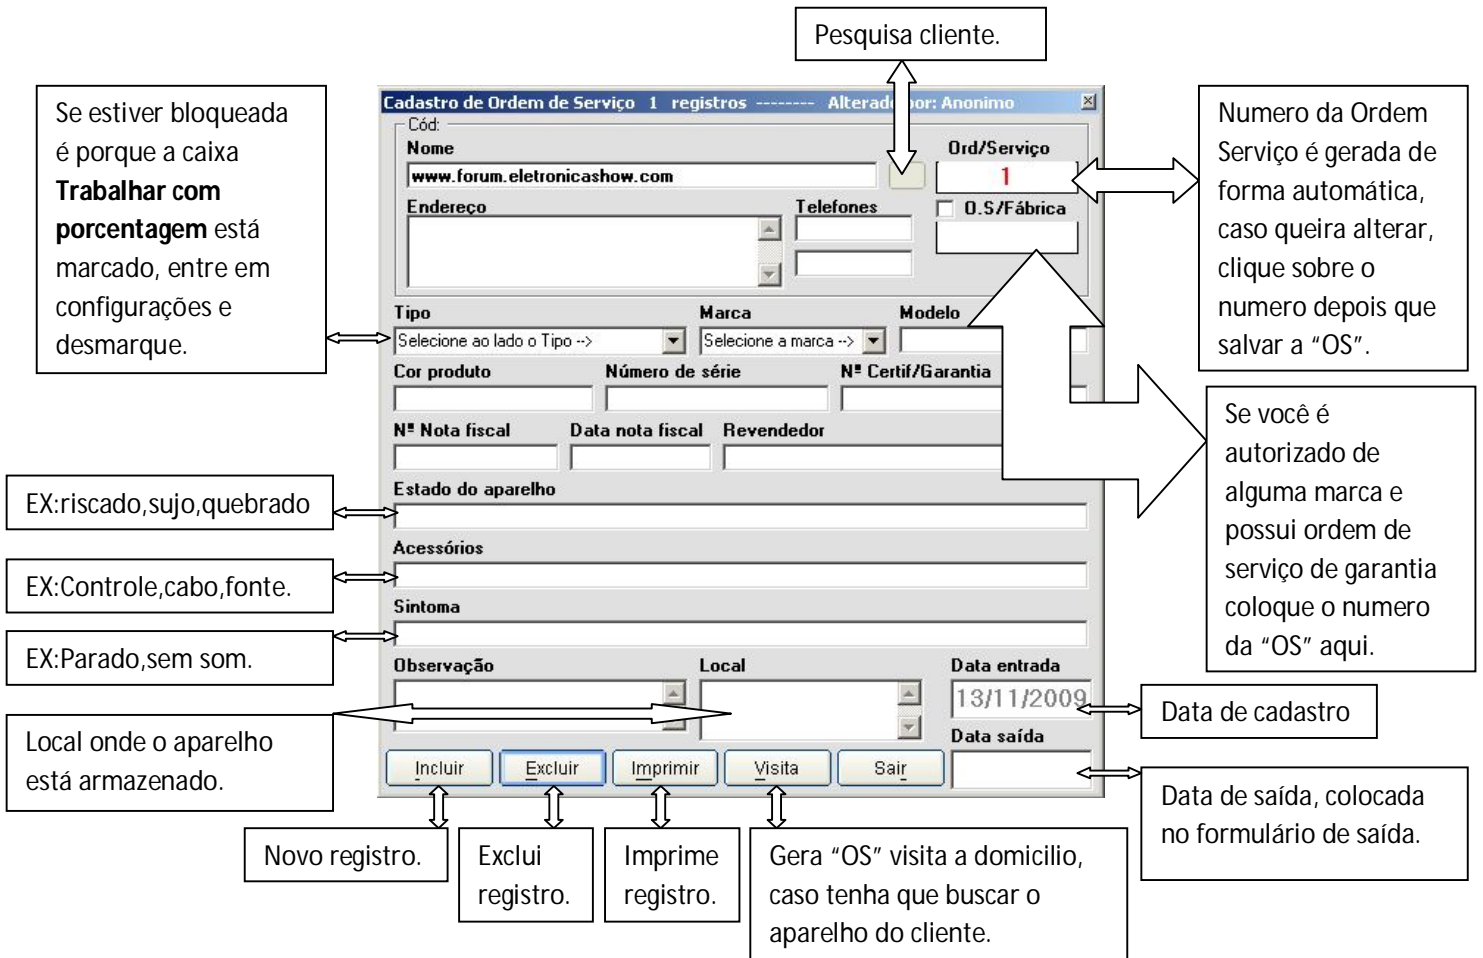 Pesquisa cliente.
Se estiver bloqueada
é porque a caixa
Trabalhar com
porcentagem está
marcado, entre em
configurações e
desmarque.
Cadastro de Ordem de Serviço 1 registros -------- Alterado por: Anonimo
Cód:
Nome
Ord/Serviço
www.forum.eletronicashow.com
1
Endereço
Telefones
O.S/Fábrica
Tipo
Marca
Modelo
Selecione ao lado o Tipo -->
Selecione a marca -->
Cor produto
Número de série
Nº Certif/Garantia
Nº Nota fiscal
Data nota fiscal
Revendedor
Estado do aparelho
Acessórios
Sintoma
Observação
Local
Data entrada
13/11/2009
Data saída
Incluir
Excluir
Imprimir
Visita
Sair
Numero da Ordem
Serviço é gerada de
forma automática,
caso queira alterar,
clique sobre o
numero depois que
salvar a “OS”.
Se você é
autorizado de
alguma marca e
possui ordem de
serviço de garantia
coloque o numero
da “OS” aqui.
EX:riscado,sujo,quebrado
EX:Controle,cabo,fonte.
EX:Parado,sem som.
Local onde o aparelho
está armazenado.
Data de cadastro
Data de saída, colocada
no formulário de saída.
Novo registro.
Exclui
registro.
Imprime
registro.
Gera “OS” visita a domicilio,
caso tenha que buscar o
aparelho do cliente.